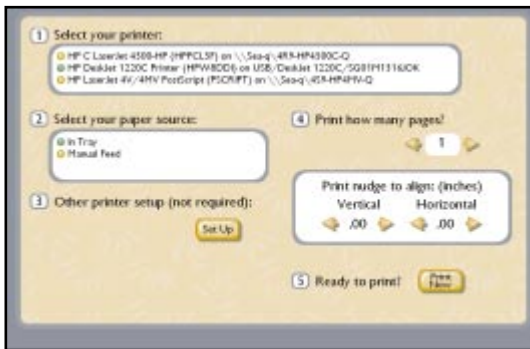 1 Select your printer:
HP C LaserJet 4500-HP (HPPCL5F) on \\Sea-q\4R9-HP4500C-Q
HP DeskJet 1220C Printer (HPW8DDI) on USB/DeskJet 1220C/
HP LaserJet 4V/4MV PostScript (PSCRIPT) on \\Sea-q\4S9-HP4MV-Q
2 Select your paper source:
In Tray
Manual Feed
3 Other printer setup (not required):
Set Up
4 Print how many pages?
1
Print nudge to align: (inches)
Vertical Horizontal
.00 .00
5 Ready to print?
Print
Now